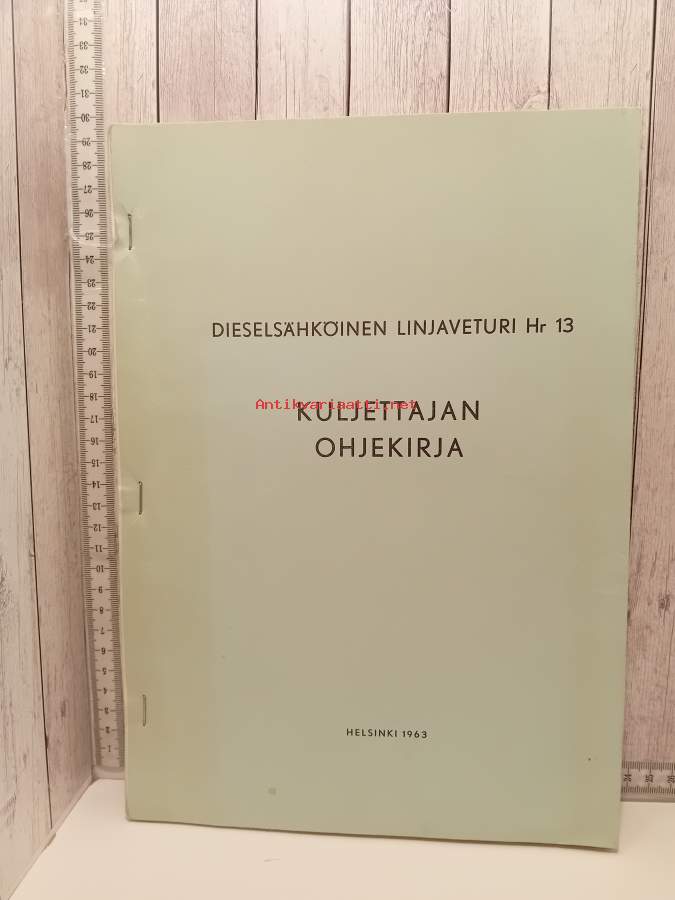 DIESELSÄHKÖINEN LINJAVETURI Hr 13
Antikvariaatti.net
KULJETTAJAN
OHJEKIRJA
HELSINKI 1963